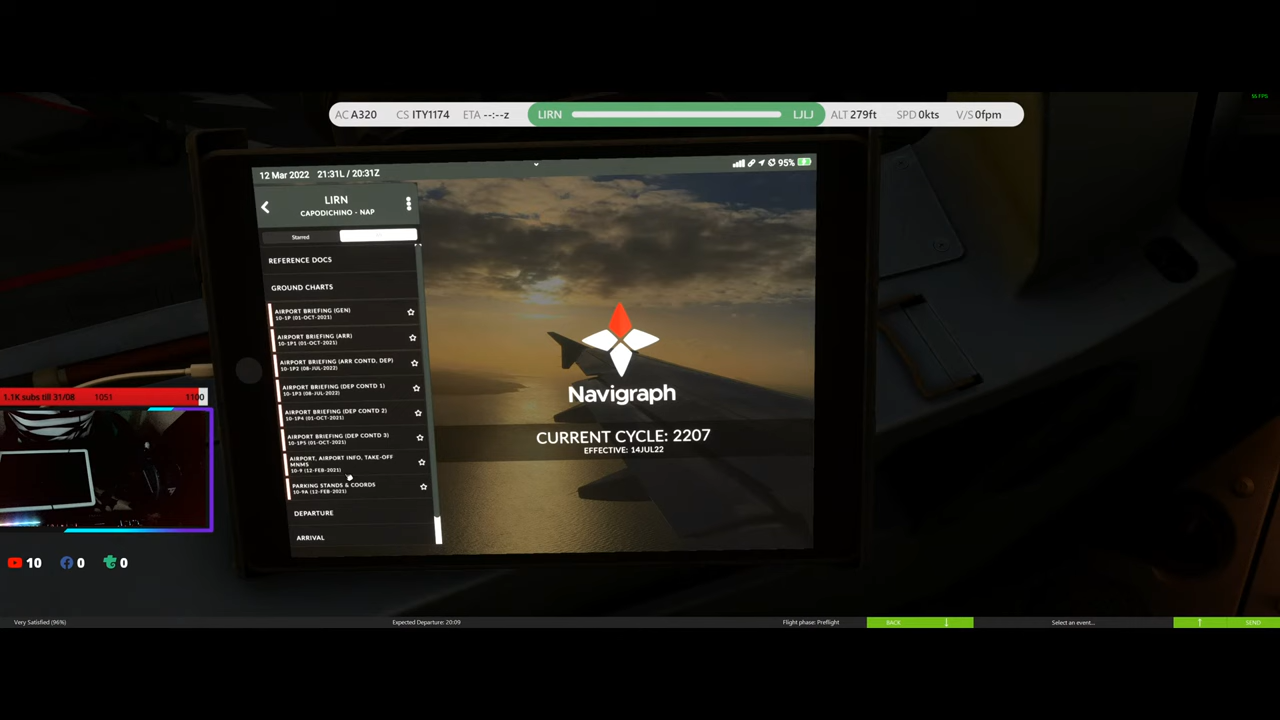 55 FPS
AC A320 CS ITY1174 ETA --:--z LIRN LIJIJ ALT 279ft SPD 0kts V/S 0fpm
12 Mar 2022 21:31L / 20:31Z 95%
LIRN
CAPODICHINO - NAP
Starred
REFERENCE DOCS
GROUND CHARTS
AIRPORT BRIEFING (GEN)
10-1P (01-OCT-2021)
AIRPORT BRIEFING (ARR)
10-1P1 (01-OCT-2021)
AIRPORT BRIEFING (ARR CONTD, DEP)
10-1P2 (08-JUL-2022)
AIRPORT BRIEFING (DEP CONTD 1)
10-1P3 (08-JUL-2022)
AIRPORT BRIEFING (DEP CONTD 2)
10-1P4 (01-OCT-2021)
AIRPORT BRIEFING (DEP CONTD 3)
10-1P5 (01-OCT-2021)
AIRPORT, AIRPORT INFO, TAKE-OFF
MNMS
10-9 (12-FEB-2021)
PARKING STANDS & COORDS
10-9A (12-FEB-2021)
DEPARTURE
ARRIVAL
Navigraph
CURRENT CYCLE: 2207
EFFECTIVE: 14JUL22
1.1K subs till 31/08 1051 1100
10 0 0
Very Satisfied (96%) Expected Departure: 20:09 Flight phase: Preflight BACK ↓ Select an event... ↑ SEND